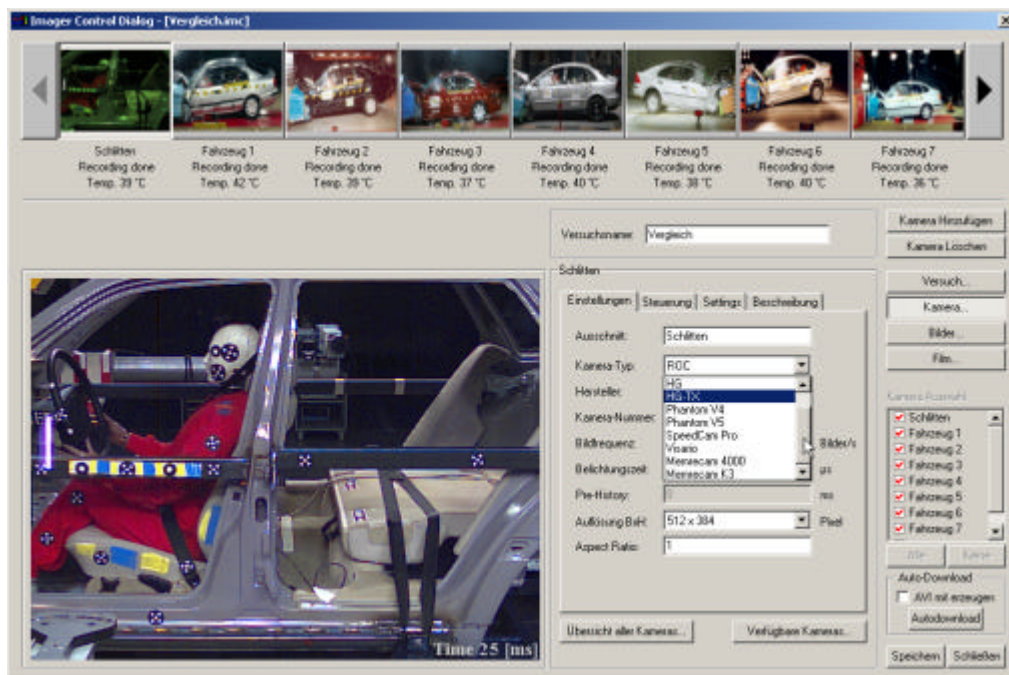 Imager Control Dialog - [Vergleich.imc]
Schlitten
Recording done
Temp. 39 °C
Fahrzeug 1
Recording done
Temp. 42 °C
Fahrzeug 2
Recording done
Temp. 39 °C
Fahrzeug 3
Recording done
Temp. 37 °C
Fahrzeug 4
Recording done
Temp. 40 °C
Fahrzeug 5
Recording done
Temp. 38 °C
Fahrzeug 6
Recording done
Temp. 40 °C
Fahrzeug 7
Recording done
Temp. 36 °C
Versuchsname: Vergleich
Kamera Hinzufügen
Kamera Löschen
Versuch...
Kamera...
Bilder...
Film...
Schlitten
Einstellungen Steuerung Settings Beschreibung
Ausschnitt: Schlitten
Kamera-Typ: ROC
Hersteller:
Kamera-Nummer:
Bildfrequenz: Bilder/s
Belichtungszeit: µs
HG
HG-TX
Phantom V4
Phantom V5
SpeedCam Pro
Visario
Memrecam 4000
Memrecam K3
Pre-History: ms
Auflösung BxH: 512 x 384 Pixel
Aspect Ratio: 1
Übersicht aller Kameras...
Verfügbare Kameras...
Kamera Auswahl
Schlitten
Fahrzeug 1
Fahrzeug 2
Fahrzeug 3
Fahrzeug 4
Fahrzeug 5
Fahrzeug 6
Fahrzeug 7
Alle Keine
Auto-Download
AVI mit erzeugen
Autodownload
Speichern Schließen
Time 25 [ms]